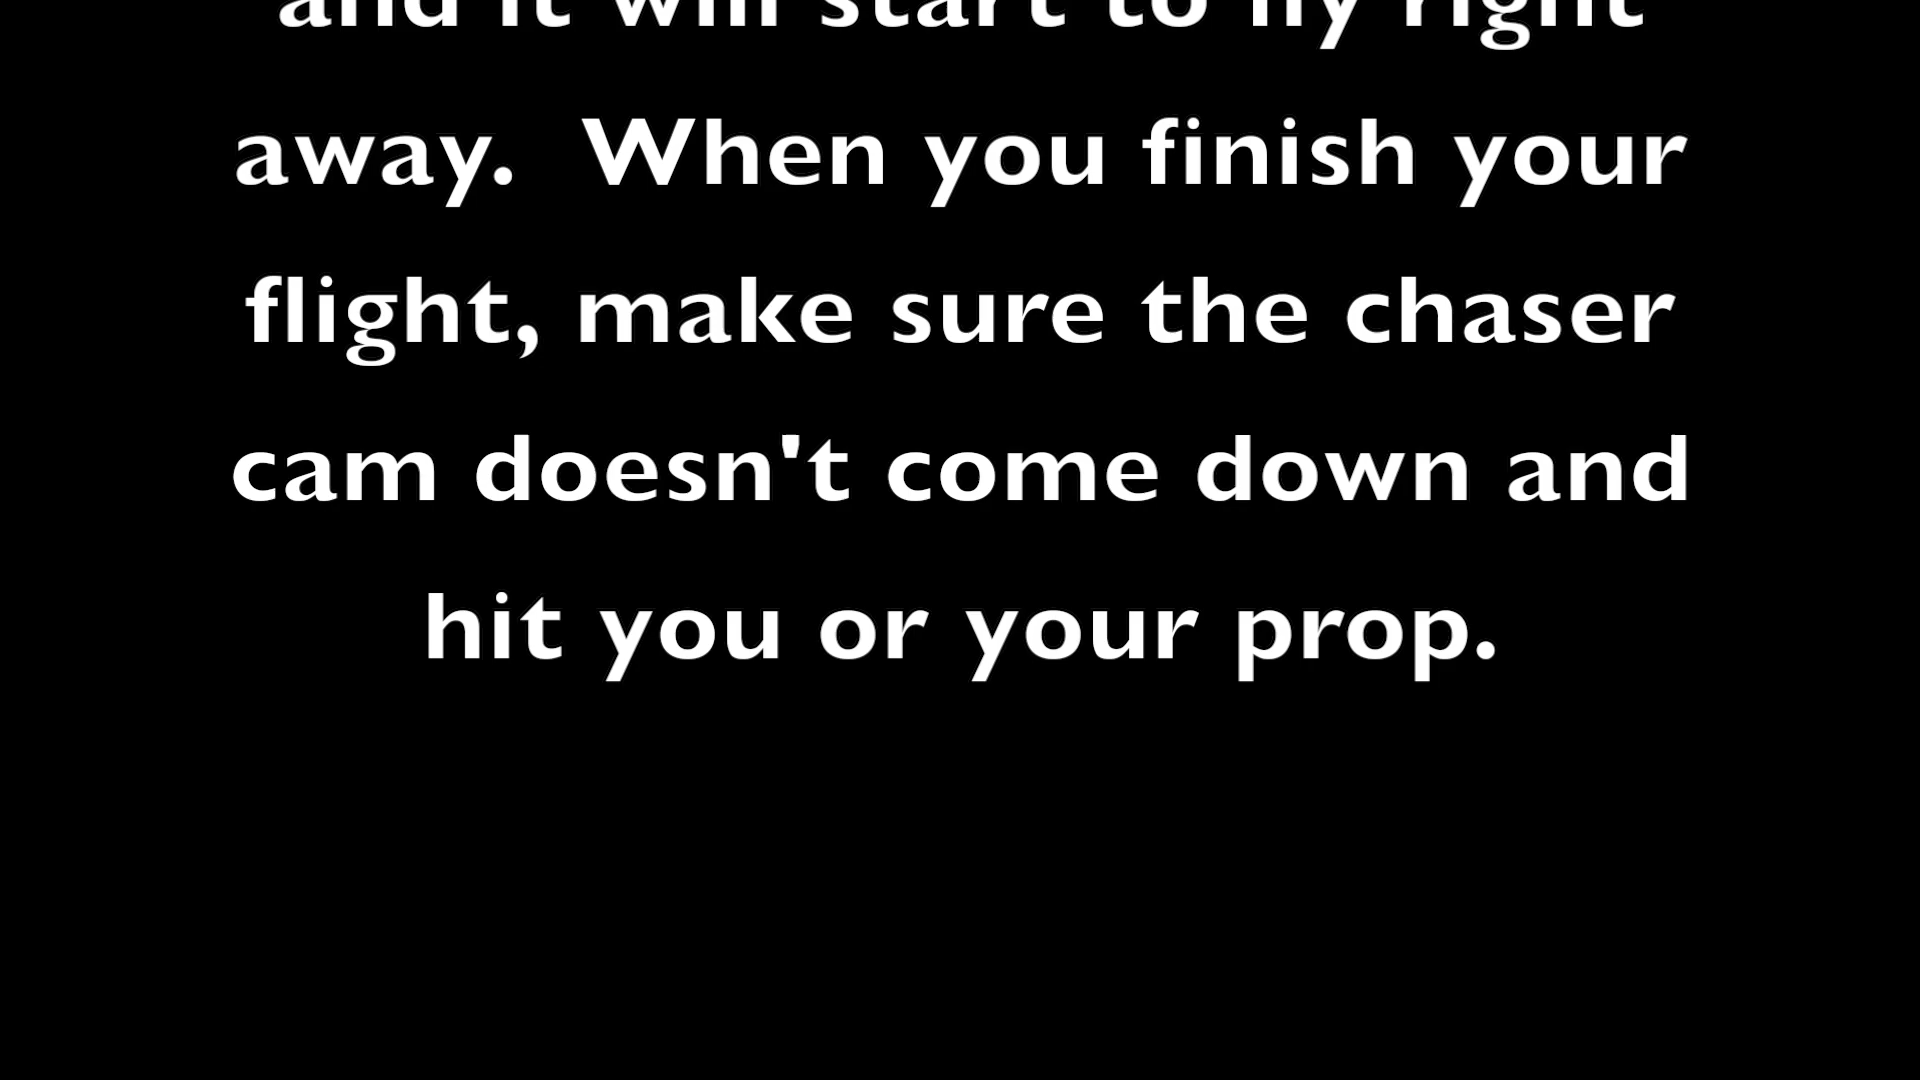 and it will start to fly right
away.  When you finish your
flight, make sure the chaser
cam doesn't come down and
hit you or your prop.